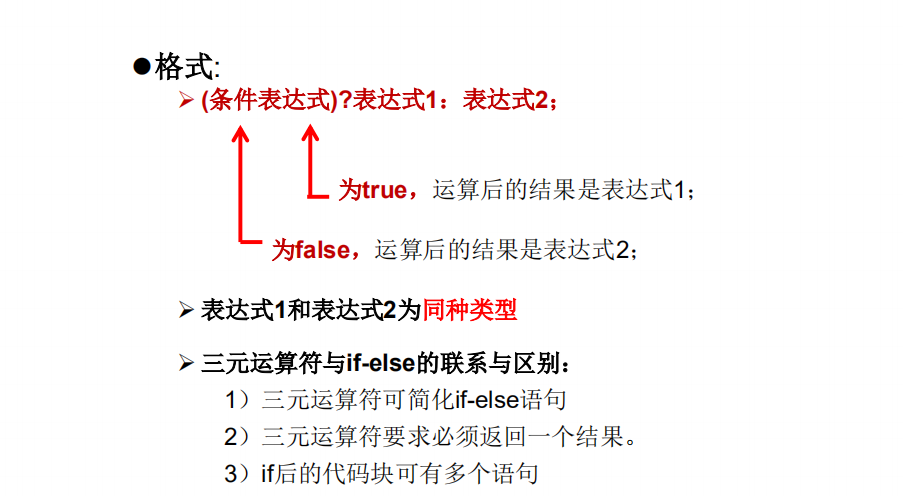 ●格式:
➢ (条件表达式)?表达式1：表达式2；
为true，运算后的结果是表达式1；
为false，运算后的结果是表达式2；
➢ 表达式1和表达式2为同种类型
➢ 三元运算符与if-else的联系与区别：
1）三元运算符可简化if-else语句
2）三元运算符要求必须返回一个结果。
3）if后的代码块可有多个语句